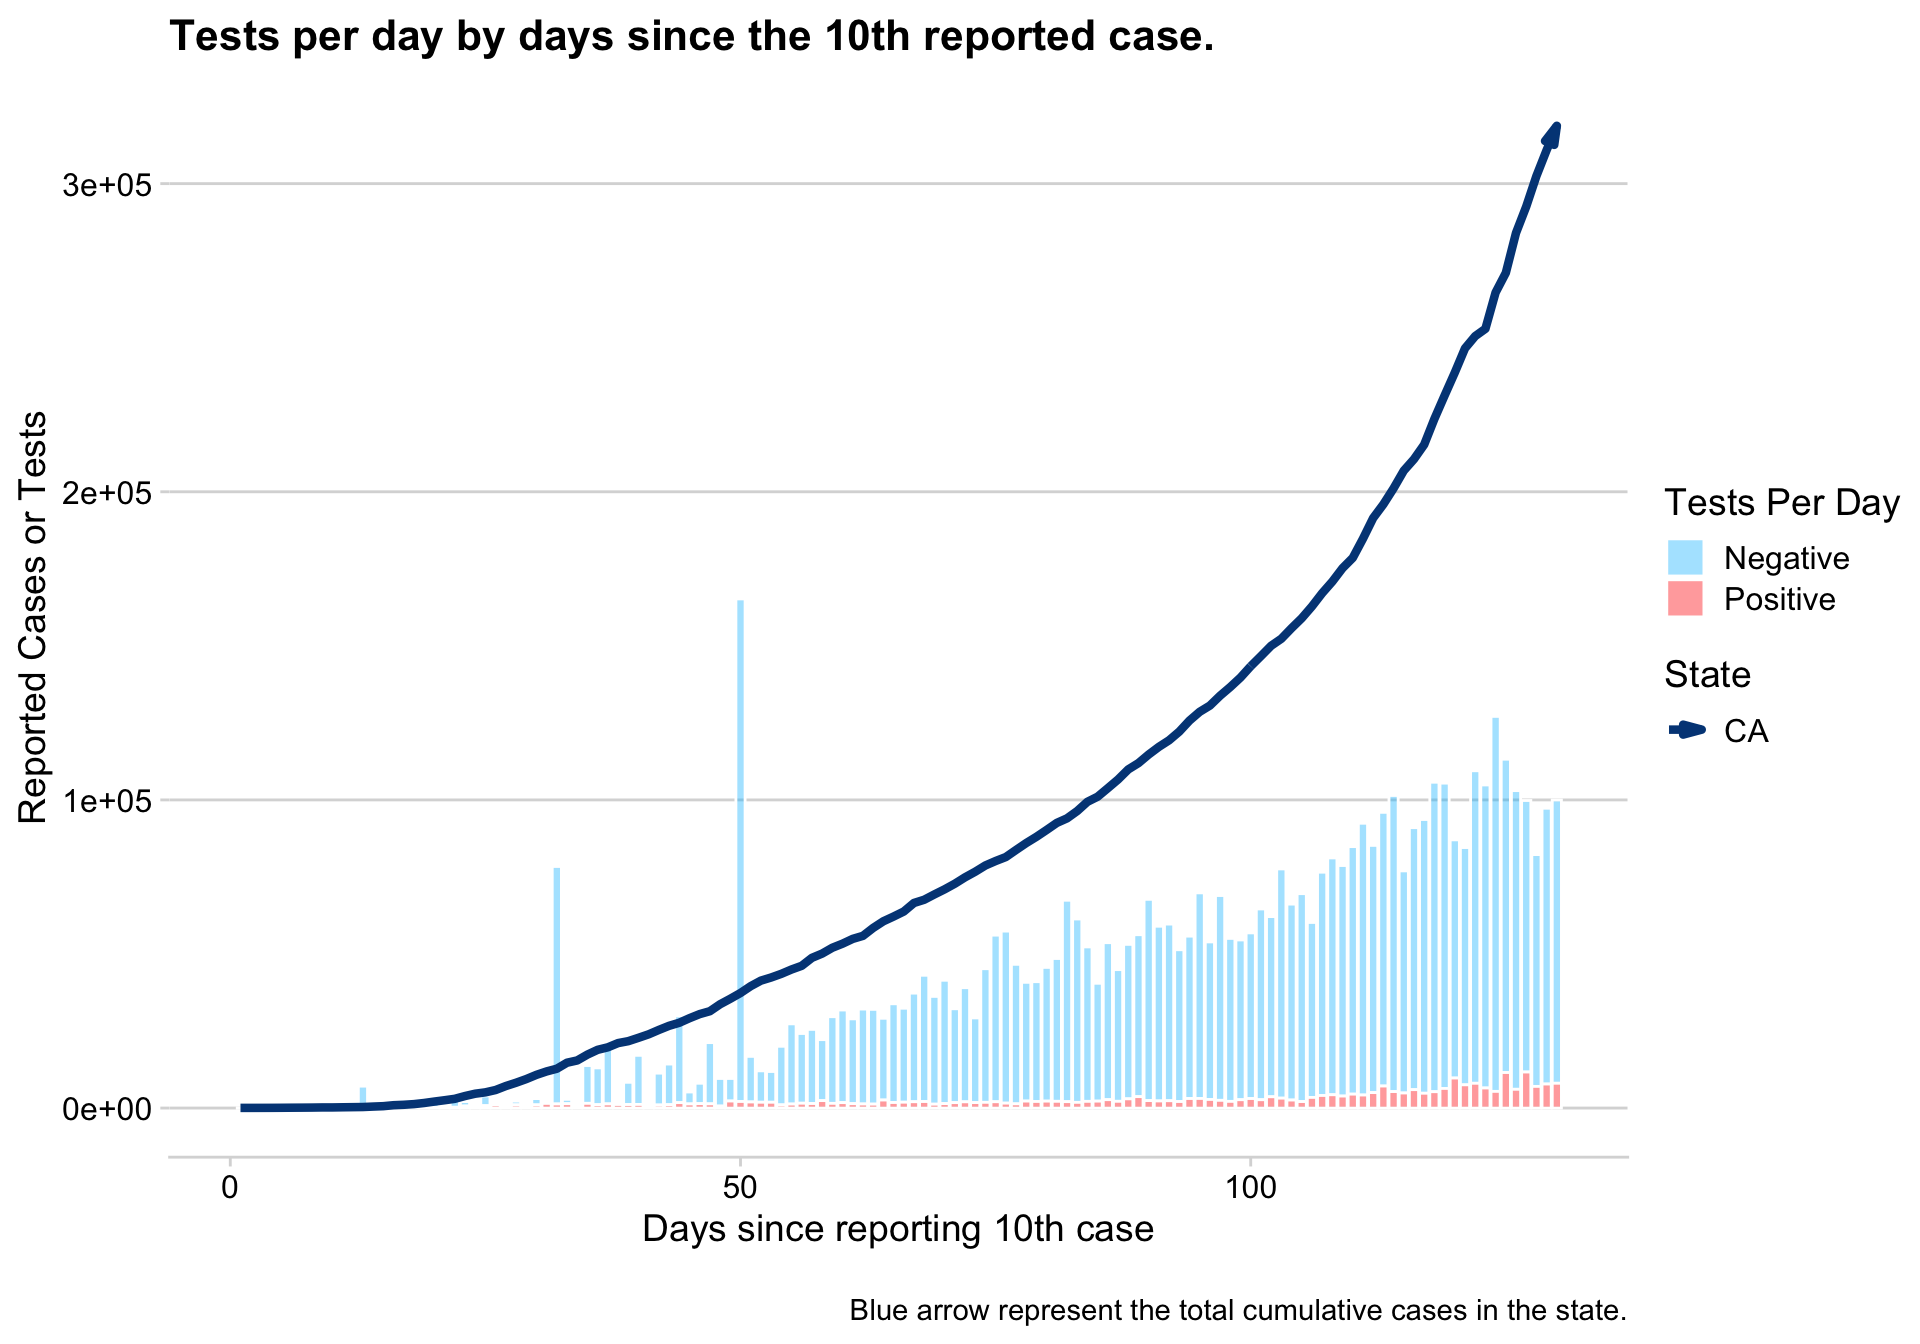 Tests per day by days since the 10th reported case.
Reported Cases or Tests
3e+05
2e+05
1e+05
0e+00
0
50
100
Days since reporting 10th case
Tests Per Day
Negative
Positive
State
CA
Blue arrow represent the total cumulative cases in the state.